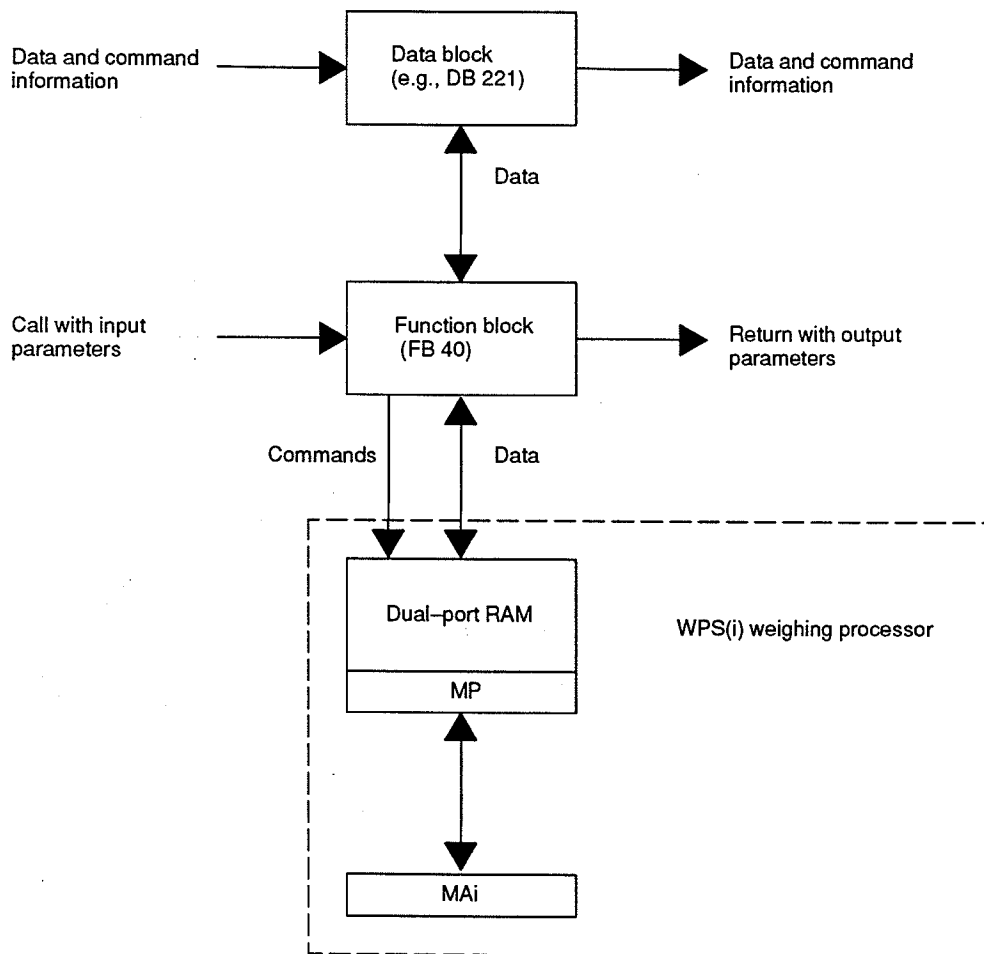 Data and command
information
Data block
(e.g., DB 221)
Data and command
information
Data
Call with input
parameters
Function block
(FB 40)
Return with output
parameters
Commands
Data
Dual–port RAM
WPS(i) weighing processor
MP
MAi